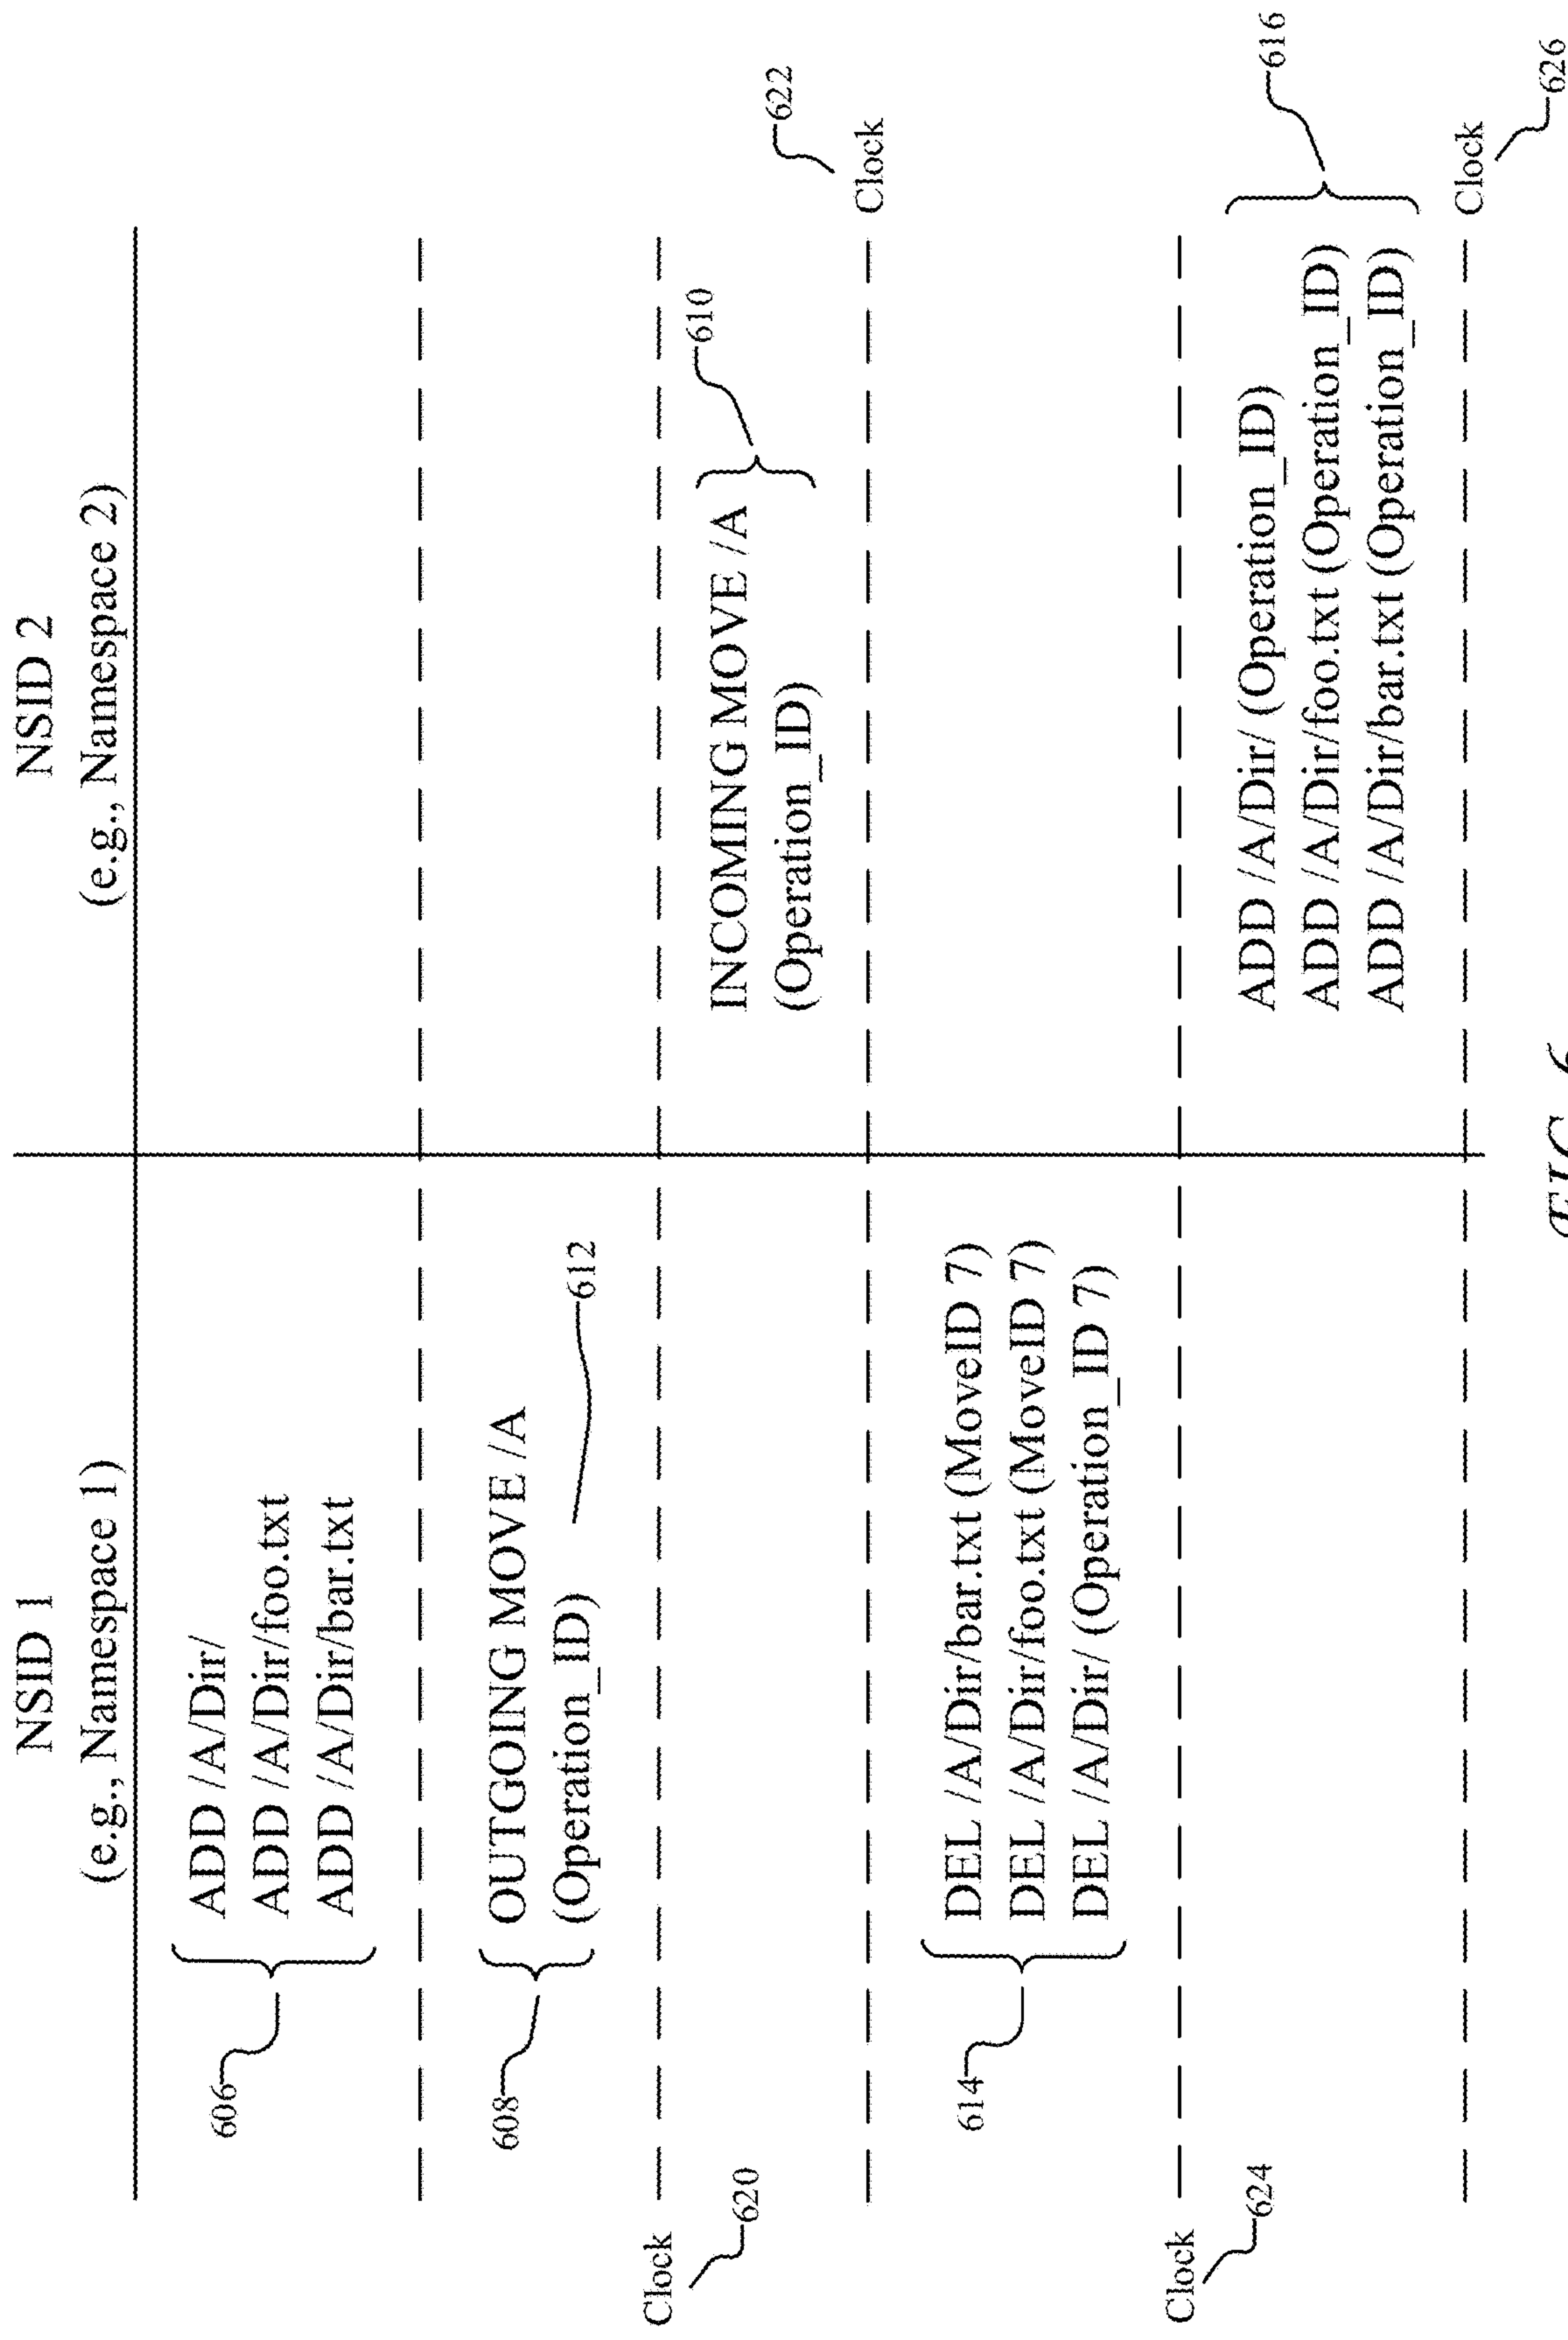 NSID 1
(e.g., Namespace 1)
NSID 2
(e.g., Namespace 2)
606
ADD /A/Dir/
ADD /A/Dir/foo.txt
ADD /A/Dir/bar.txt
608
OUTGOING MOVE /A
(Operation_ID)
612
Clock
620
INCOMING MOVE /A
(Operation_ID)
610
Clock
622
614
DEL /A/Dir/bar.txt (MoveID 7)
DEL /A/Dir/foo.txt (MoveID 7)
DEL /A/Dir/ (Operation_ID 7)
Clock
624
ADD /A/Dir/ (Operation_ID)
ADD /A/Dir/foo.txt (Operation_ID)
ADD /A/Dir/bar.txt (Operation_ID)
616
Clock
626
FIG. 6